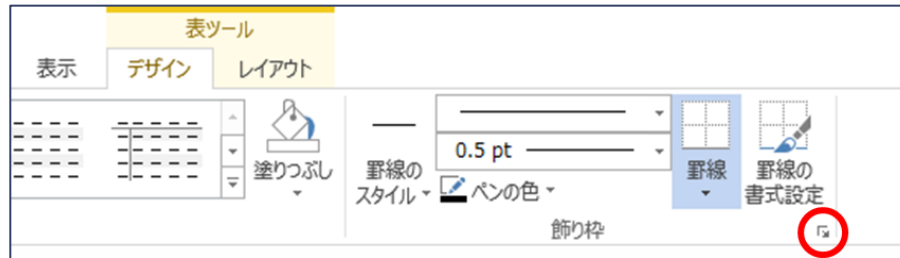 表ツール
表示 デザイン レイアウト
塗りつぶし
罫線の
スタイル
0.5 pt
ペンの色
罫線
罫線の
書式設定
飾り枠